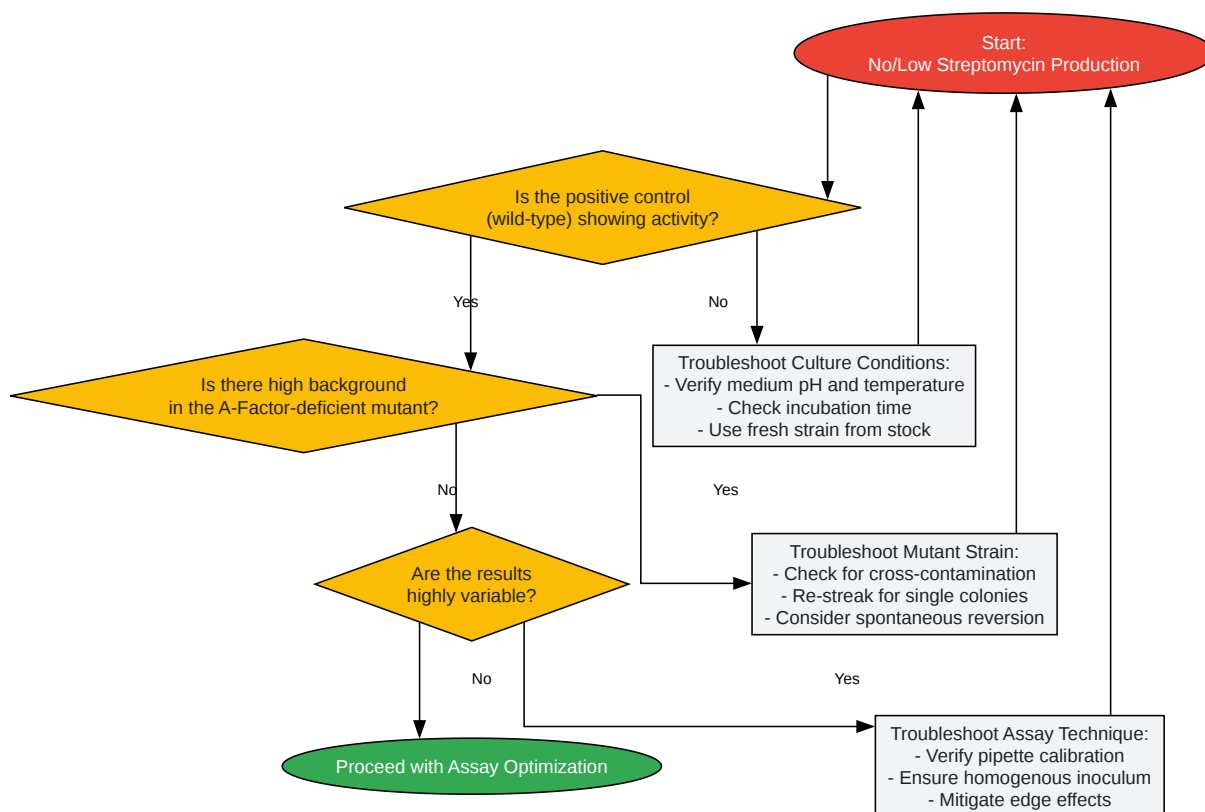 Start:
No/Low Streptomycin Production
Is the positive control
(wild-type) showing activity?
Yes
No
Troubleshoot Culture Conditions:
- Verify medium pH and temperature
- Check incubation time
- Use fresh strain from stock
Is there high background
in the A-Factor-deficient mutant?
No
Yes
Troubleshoot Mutant Strain:
- Check for cross-contamination
- Re-streak for single colonies
- Consider spontaneous reversion
Are the results
highly variable?
No
Yes
Troubleshoot Assay Technique:
- Verify pipette calibration
- Ensure homogenous inoculum
- Mitigate edge effects
Proceed with Assay Optimization